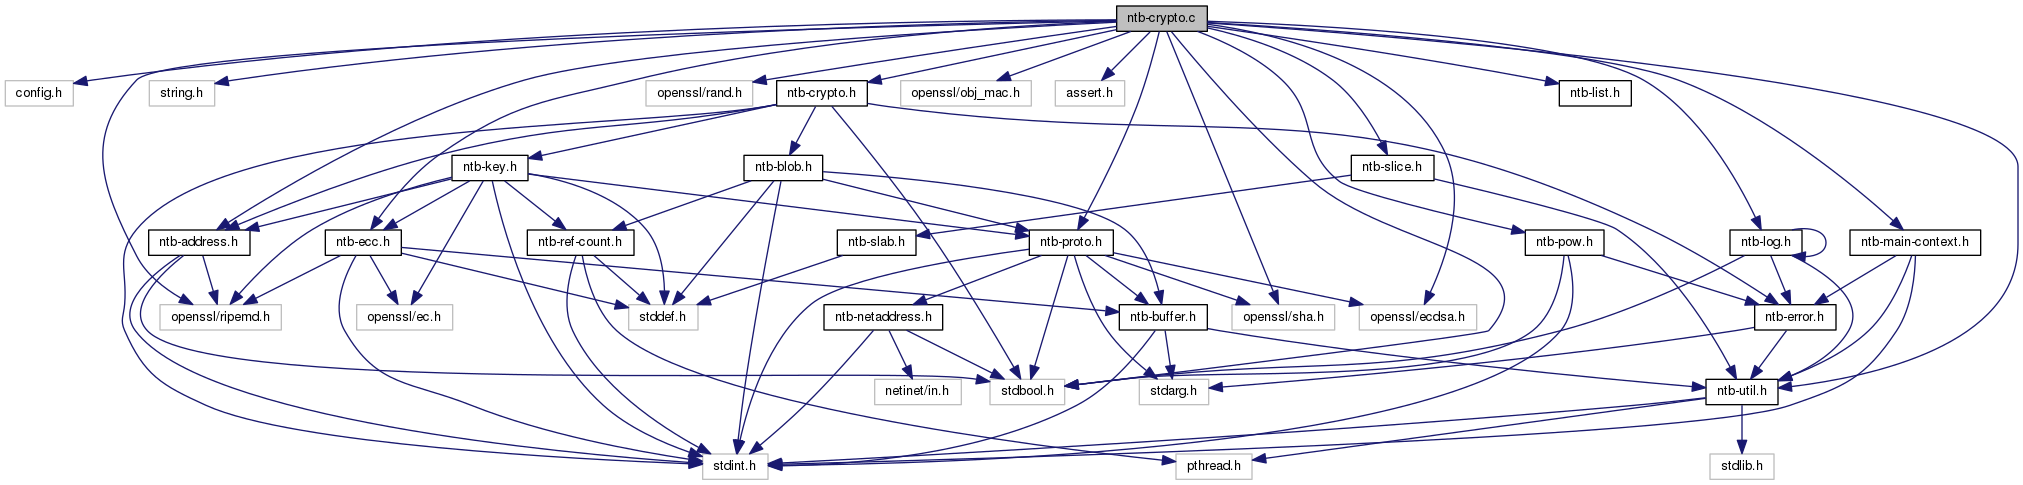 ntb-crypto.c
config.h
string.h
openssl/rand.h
ntb-crypto.h
openssl/obj_mac.h
assert.h
ntb-list.h
ntb-key.h
ntb-blob.h
ntb-slice.h
ntb-address.h
ntb-ecc.h
ntb-ref-count.h
ntb-slab.h
ntb-proto.h
ntb-pow.h
ntb-log.h
ntb-main-context.h
openssl/ripemd.h
openssl/ec.h
stddef.h
ntb-netaddress.h
ntb-buffer.h
openssl/sha.h
openssl/ecdsa.h
ntb-error.h
netinet/in.h
stdbool.h
stdarg.h
ntb-util.h
stdint.h
pthread.h
stdlib.h